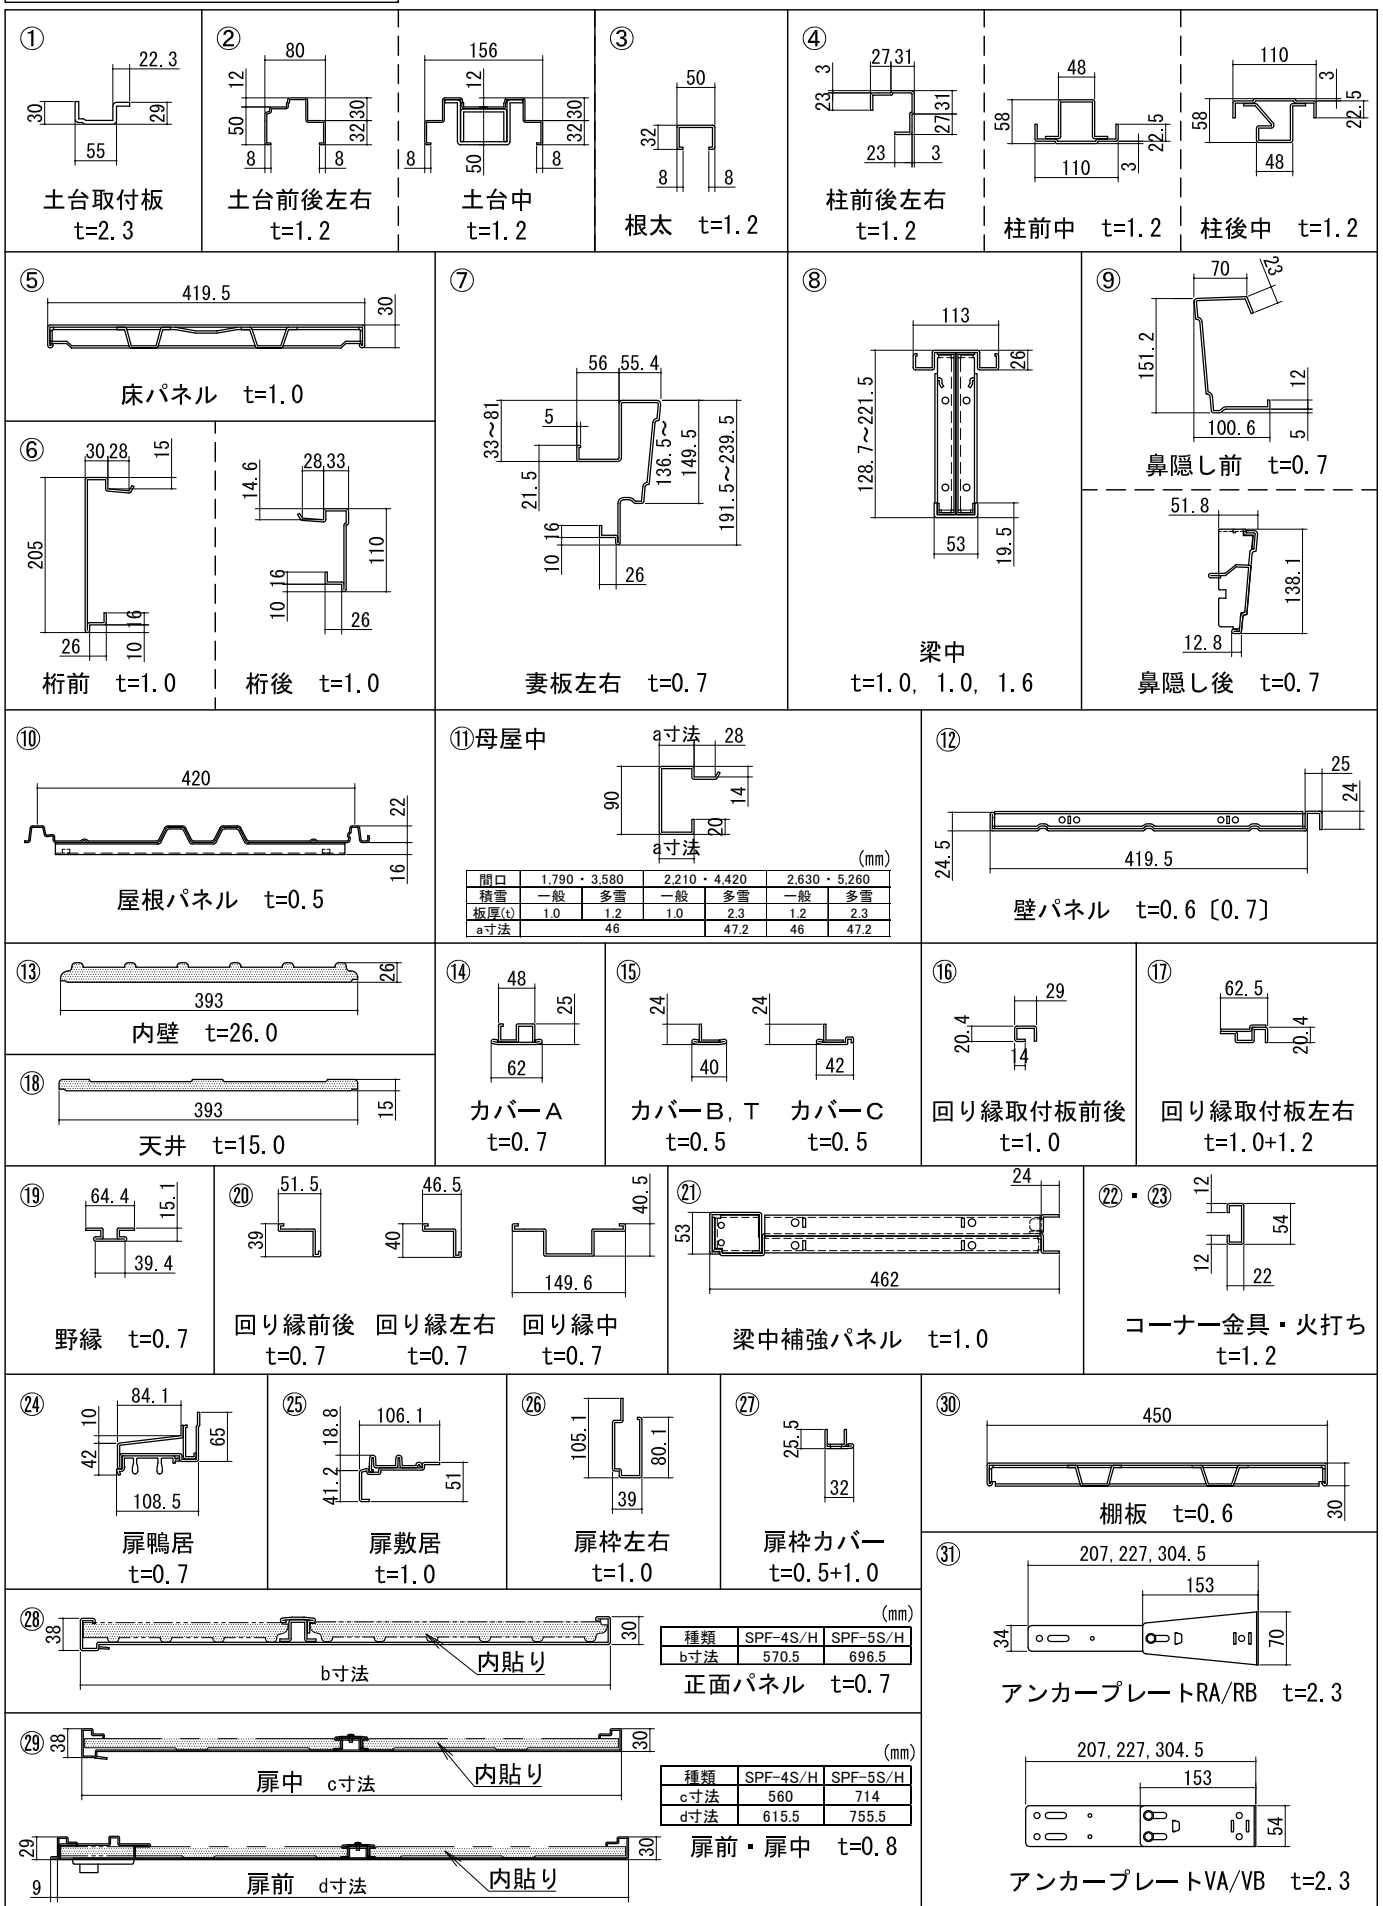 ①
22.3
30
29
55
土台取付板
t=2.3
②
80
12
50
30
32
8
8
土台前後左右
t=1.2
156
12
30
32
8
50
8
土台中
t=1.2
③
50
32
8
8
根太 t=1.2
④
3
27
31
23
31
27
23
3
柱前後左右
t=1.2
48
58
22.5
110
3
柱前中 t=1.2
110
3
58
22.5
48
柱後中 t=1.2
⑤
419.5
30
床パネル t=1.0
⑥
30
28
15
205
26
16
10
桁前 t=1.0
14.6
28
33
110
16
10
26
桁後 t=1.0
⑦
56
55.4
33~81
5
21.5
136.5~
149.5
191.5~239.5
16
10
26
妻板左右 t=0.7
⑧
113
26
128.7~221.5
53
19.5
梁中
t=1.0, 1.0, 1.6
⑨
70
23
151.2
12
100.6
5
鼻隠し前 t=0.7
51.8
138.1
12.8
鼻隠し後 t=0.7
⑩
420
22
16
屋根パネル t=0.5
⑪母屋中
a寸法
28
90
14
20
a寸法
(mm)
間口 1,790・3,580 2,210・4,420 2,630・5,260
積雪 一般 多雪 一般 多雪 一般 多雪
板厚(t) 1.0 1.2 1.0 2.3 1.2 2.3
a寸法 46 47.2 46 47.2
⑫
25
24
24.5
419.5
壁パネル t=0.6〔0.7〕
⑬
26
393
内壁 t=26.0
⑭
48
25
62
カバーA
t=0.7
⑮
24
40
カバーB, T
t=0.5
24
42
カバーC
t=0.5
⑯
29
20.4
14
回り縁取付板前後
t=1.0
⑰
62.5
20.4
回り縁取付板左右
t=1.0+1.2
⑱
393
15
天井 t=15.0
⑲
64.4
15.1
39.4
野縁 t=0.7
⑳
51.5
39
回り縁前後
t=0.7
46.5
40
回り縁左右
t=0.7
40.5
149.6
回り縁中
t=0.7
㉑
24
53
462
梁中補強パネル t=1.0
㉒・㉓
12
54
12
22
コーナー金具・火打ち
t=1.2
㉔
84.1
10
42
65
108.5
扉鴨居
t=0.7
㉕
18.8
106.1
41.2
51
扉敷居
t=1.0
㉖
105.1
80.1
39
扉枠左右
t=1.0
㉗
25.5
32
扉枠カバー
t=0.5+1.0
㉚
450
30
棚板 t=0.6
㉛
207, 227, 304.5
153
34
70
アンカープレートRA/RB t=2.3
207, 227, 304.5
153
54
アンカープレートVA/VB t=2.3
㉘
38
30
内貼り
b寸法
(mm)
種類 SPF-4S/H SPF-5S/H
b寸法 570.5 696.5
正面パネル t=0.7
㉙
38
30
内貼り
扉中 c寸法
29
30
内貼り
9
扉前 d寸法
(mm)
種類 SPF-4S/H SPF-5S/H
c寸法 560 714
d寸法 615.5 755.5
扉前・扉中 t=0.8